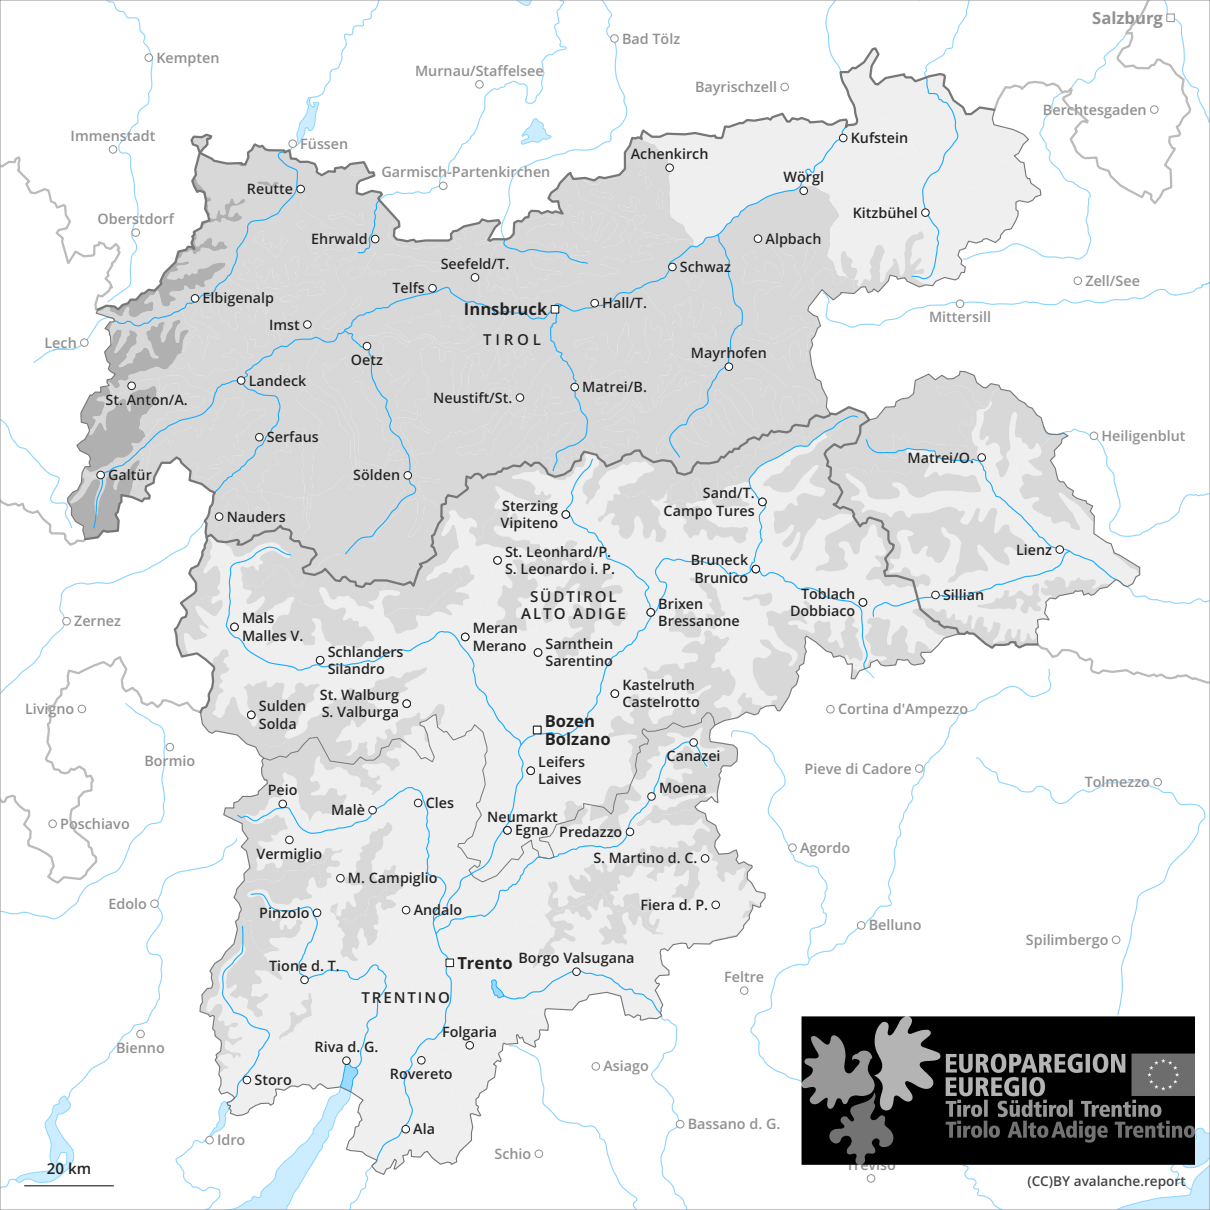 Salzburg
Bad Tölz
Kempten
Murnau/Staffelsee
Bayrischzell
Berchtesgaden
Immenstadt
Füssen
Kufstein
Achenkirch
Garmisch-Partenkirchen
Wörgl
Reutte
Oberstdorf
Kitzbühel
Ehrwald
Alpbach
Seefeld/T.
Schwaz
Zell/See
Telfs
Elbigenalp
Hall/T.
Innsbruck
Mittersill
Imst
TIROL
Lech
Oetz
Mayrhofen
Landeck
Matrei/B.
St. Anton/A.
Neustift/St.
Serfaus
Heiligenblut
Matrei/O.
Galtür
Sölden
Sand/T.
Campo Tures
Sterzing
Vipiteno
Nauders
St. Leonhard/P.
S. Leonardo i. P.
Lienz
Bruneck
Brunico
SÜDTIROL
ALTO ADIGE
Toblach
Dobbiaco
Sillian
Brixen
Bressanone
Zernez
Mals
Malles V.
Meran
Merano
Sarnthein
Sarentino
Schlanders
Silandro
Kastelruth
Castelrotto
St. Walburg
S. Valburga
Livigno
Sulden
Solda
Cortina d'Ampezzo
Bozen
Bolzano
Bormio
Canazei
Leifers
Laives
Pieve di Cadore
Tolmezzo
Peio
Moena
Malè
Cles
Neumarkt
Egna
Predazzo
Poschiavo
Vermiglio
Agordo
S. Martino d. C.
M. Campiglio
Edolo
Pinzolo
Andalo
Fiera d. P.
Belluno
Spilimbergo
Trento
Borgo Valsugana
Tione d. T.
Feltre
TRENTINO
Folgaria
Bienno
Riva d. G.
Asiago
Rovereto
Storo
EUROPAREGION
EUREGIO
Tirol Südtirol Trentino
Tirolo Alto Adige Trentino
Bassano d. G.
Ala
Idro
Schio
Treviso
20 km
(CC)BY avalanche.report